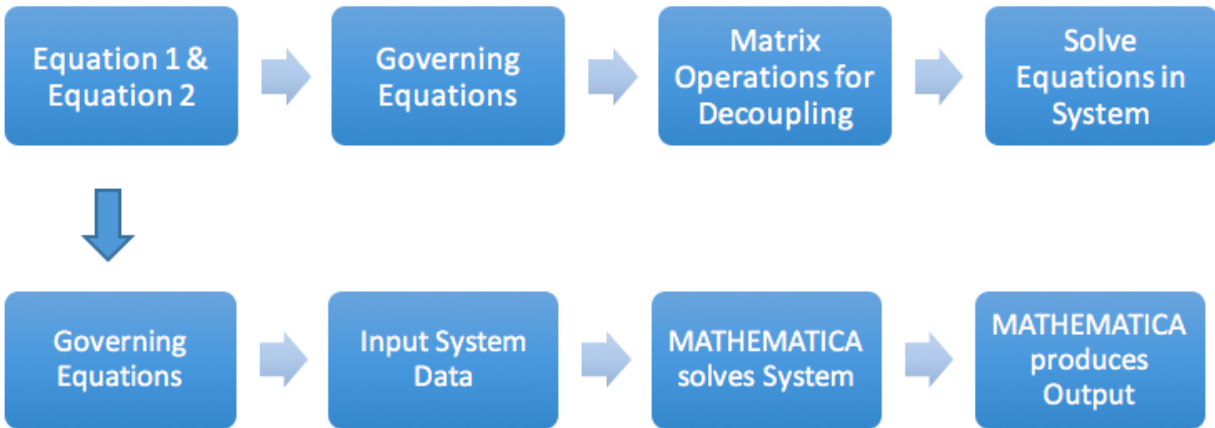 Equation 1 &
Equation 2
Governing
Equations
Matrix
Operations for
Decoupling
Solve
Equations in
System
Governing
Equations
Input System
Data
MATHEMATICA
solves System
MATHEMATICA
produces
Output